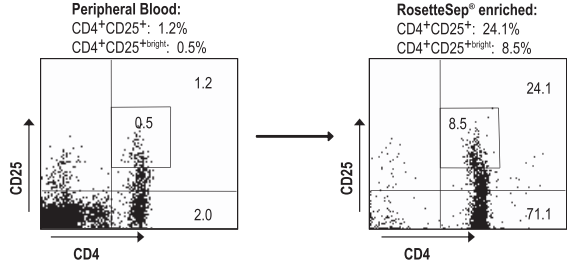 Peripheral Blood:
CD4+CD25+: 1.2%
CD4+CD25+bright: 0.5%
1.2
0.5
2.0
CD25
CD4
RosetteSep® enriched:
CD4+CD25+: 24.1%
CD4+CD25+bright: 8.5%
24.1
8.5
71.1
CD25
CD4